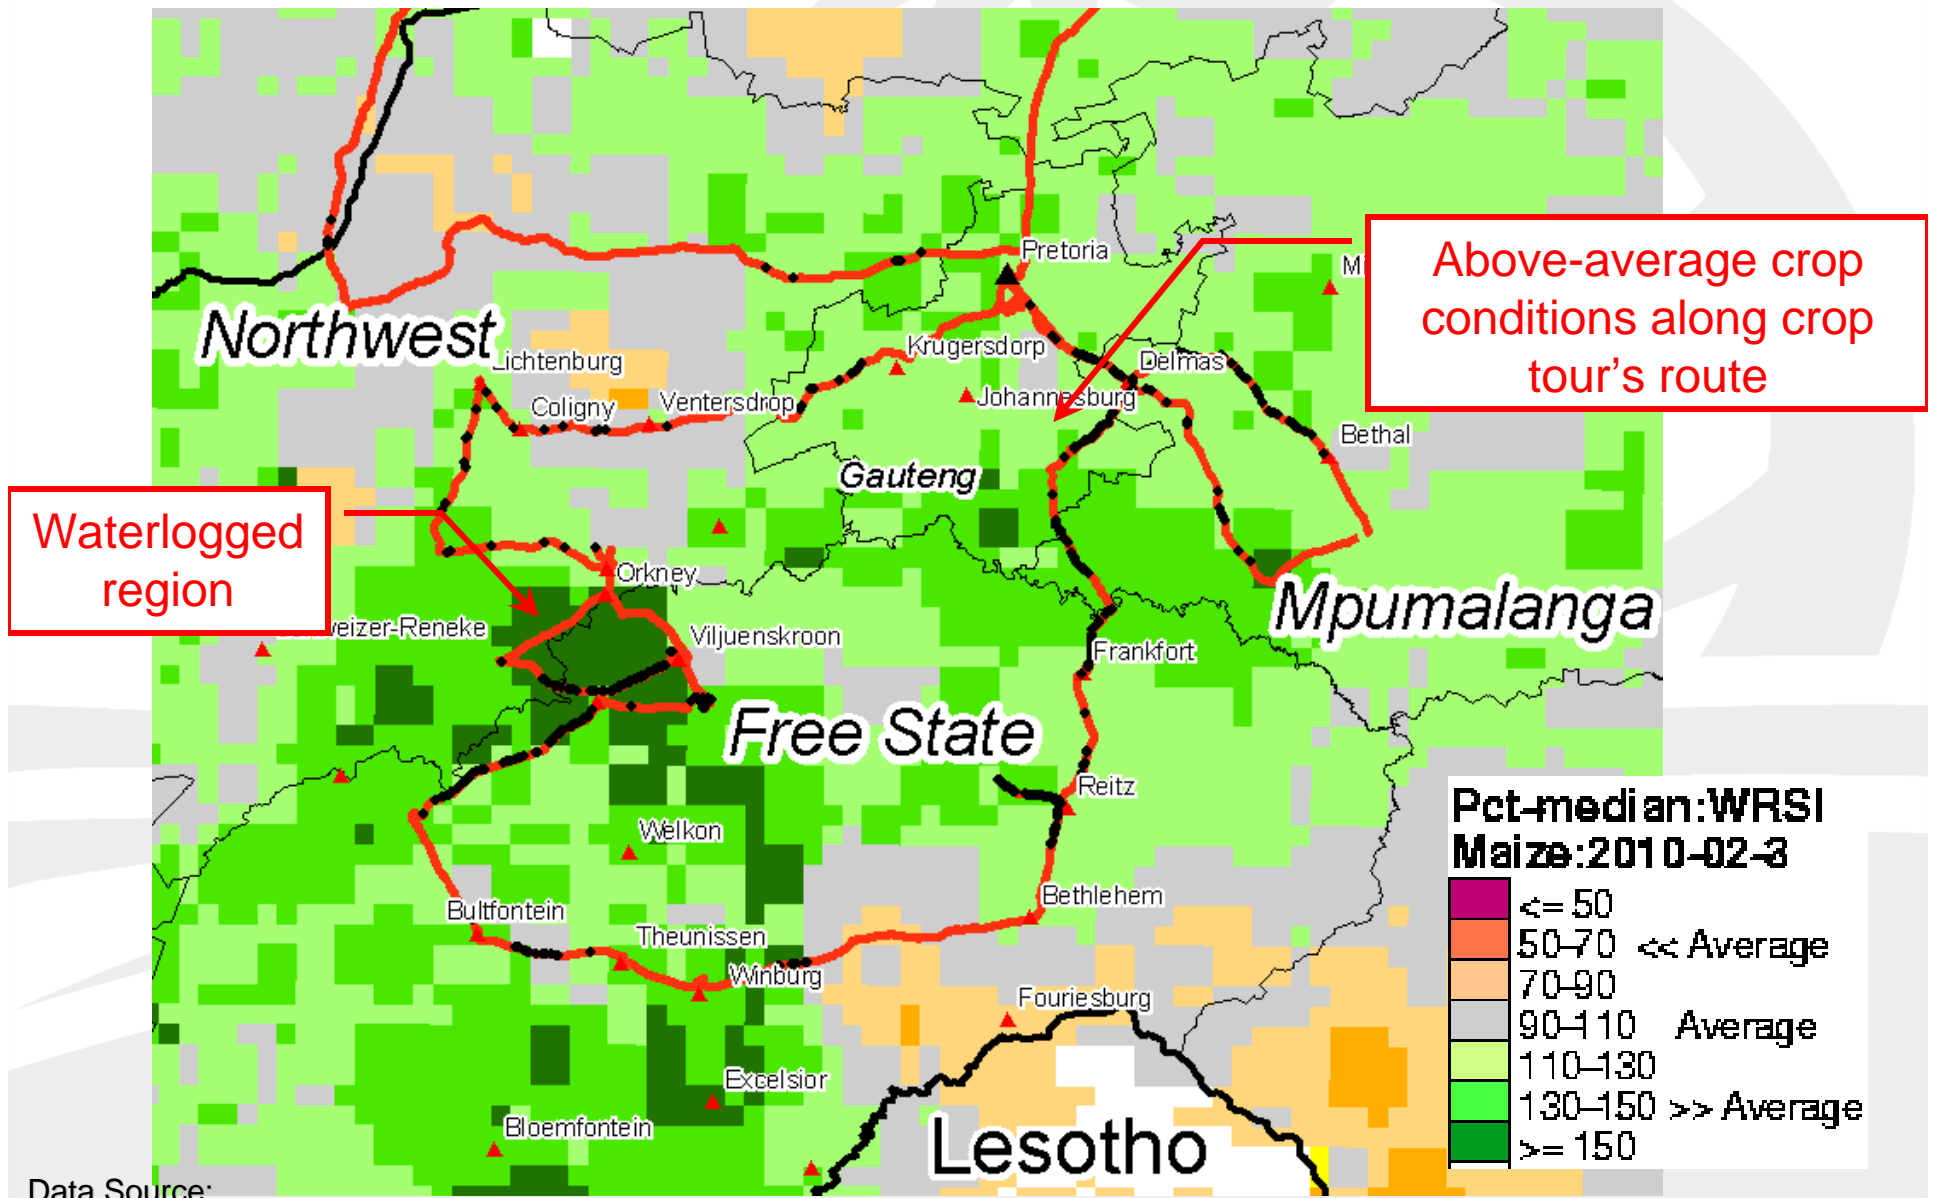 Pretoria
Above-average crop
conditions along crop
tour's route
Northwest
Lichtenburg
Krugersdorp
Delmas
Coligny
Ventersdrop
Johannesburg
Bethal
Gauteng
Waterlogged
region
Orkney
Mpumalanga
eizer-Reneke
Viljuenskroon
Frankfort
Free State
Reitz
Welkon
Pct-median:WRSI
Maize:2010-02-3
<= 50
50-70 << Average
70-90
90-110 Average
110-130
130-150 >> Average
>= 150
Bethlehem
Bultfontein
Theunissen
Winburg
Fouriesburg
Excelsior
Bloemfontein
Lesotho
Data Source: